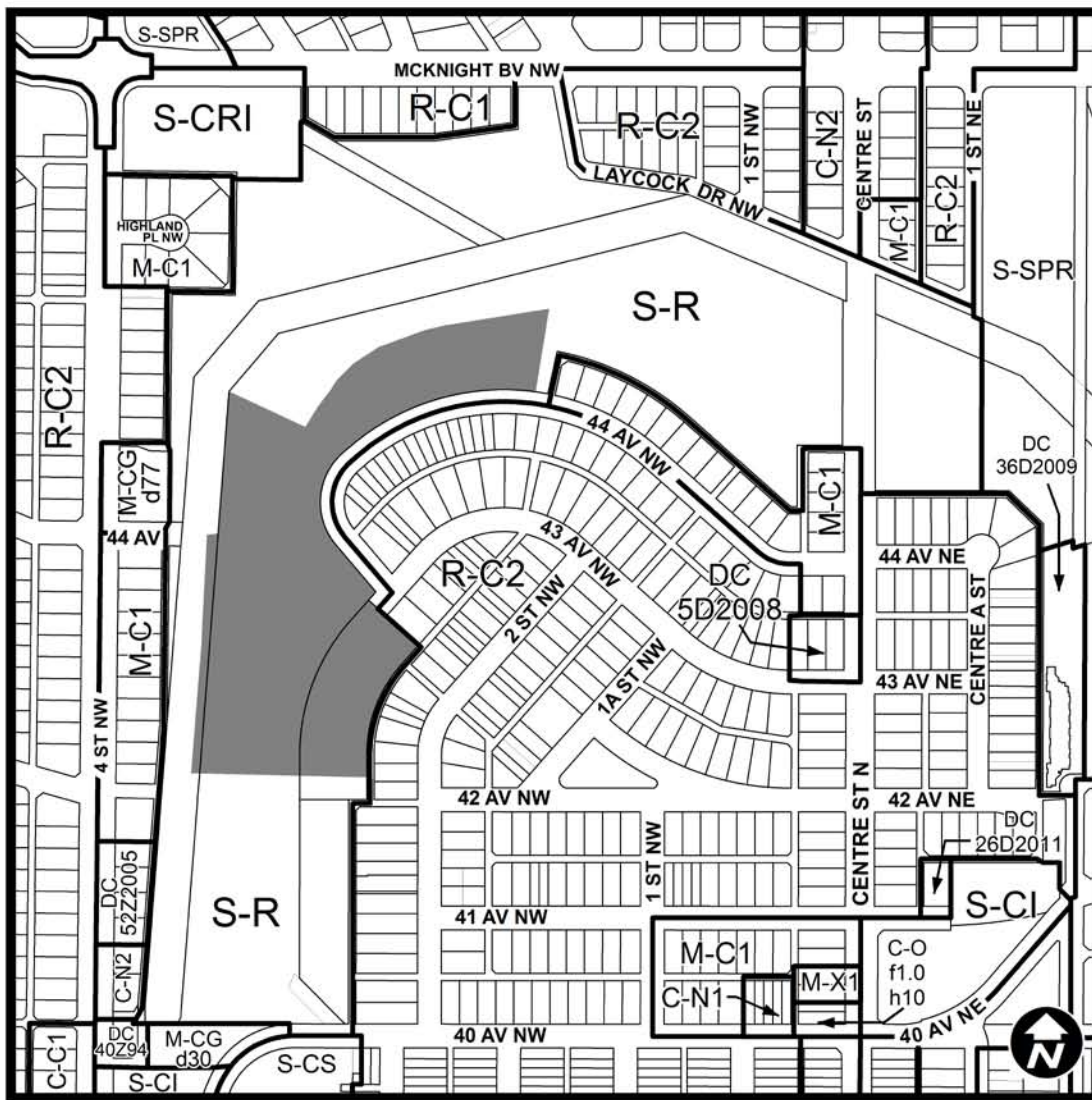 S-SPR
MCKNIGHT BV NW
S-CRI
R-C1
R-C2
1 ST NW
C-N2
CENTRE ST
1 ST NE
LAYCOCK DR NW
M-C1
R-C2
HIGHLAND
PL NW
M-C1
S-SPR
S-R
R-C2
44 AV NW
DC
36D2009
M-CG
d77
M-C1
44 AV
43 AV NW
44 AV NE
R-C2
DC
5D2008
2 ST NW
CENTRE A ST
M-C1
1A ST NW
43 AV NE
4 ST NW
42 AV NW
CENTRE ST N
42 AV NE
DC
26D2011
DC
52Z2005
1 ST NW
S-R
41 AV NW
S-CI
M-C1
C-O
f1.0
h10
C-N2
M-X1
C-N1
40 AV NW
40 AV NE
DC
40Z94
M-CG
d30
C-C1
S-CI
S-CS
N